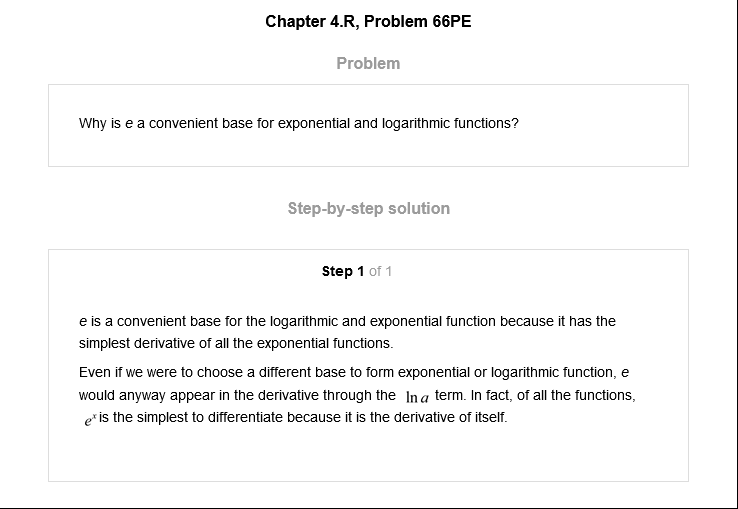 Chapter 4.R, Problem 66PE
Problem
Why is e a convenient base for exponential and logarithmic functions?
Step-by-step solution
Step 1 of 1
e is a convenient base for the logarithmic and exponential function because it has the
simplest derivative of all the exponential functions.
Even if we were to choose a different base to form exponential or logarithmic function, e
would anyway appear in the derivative through the ln a term. In fact, of all the functions,
eˣ is the simplest to differentiate because it is the derivative of itself.